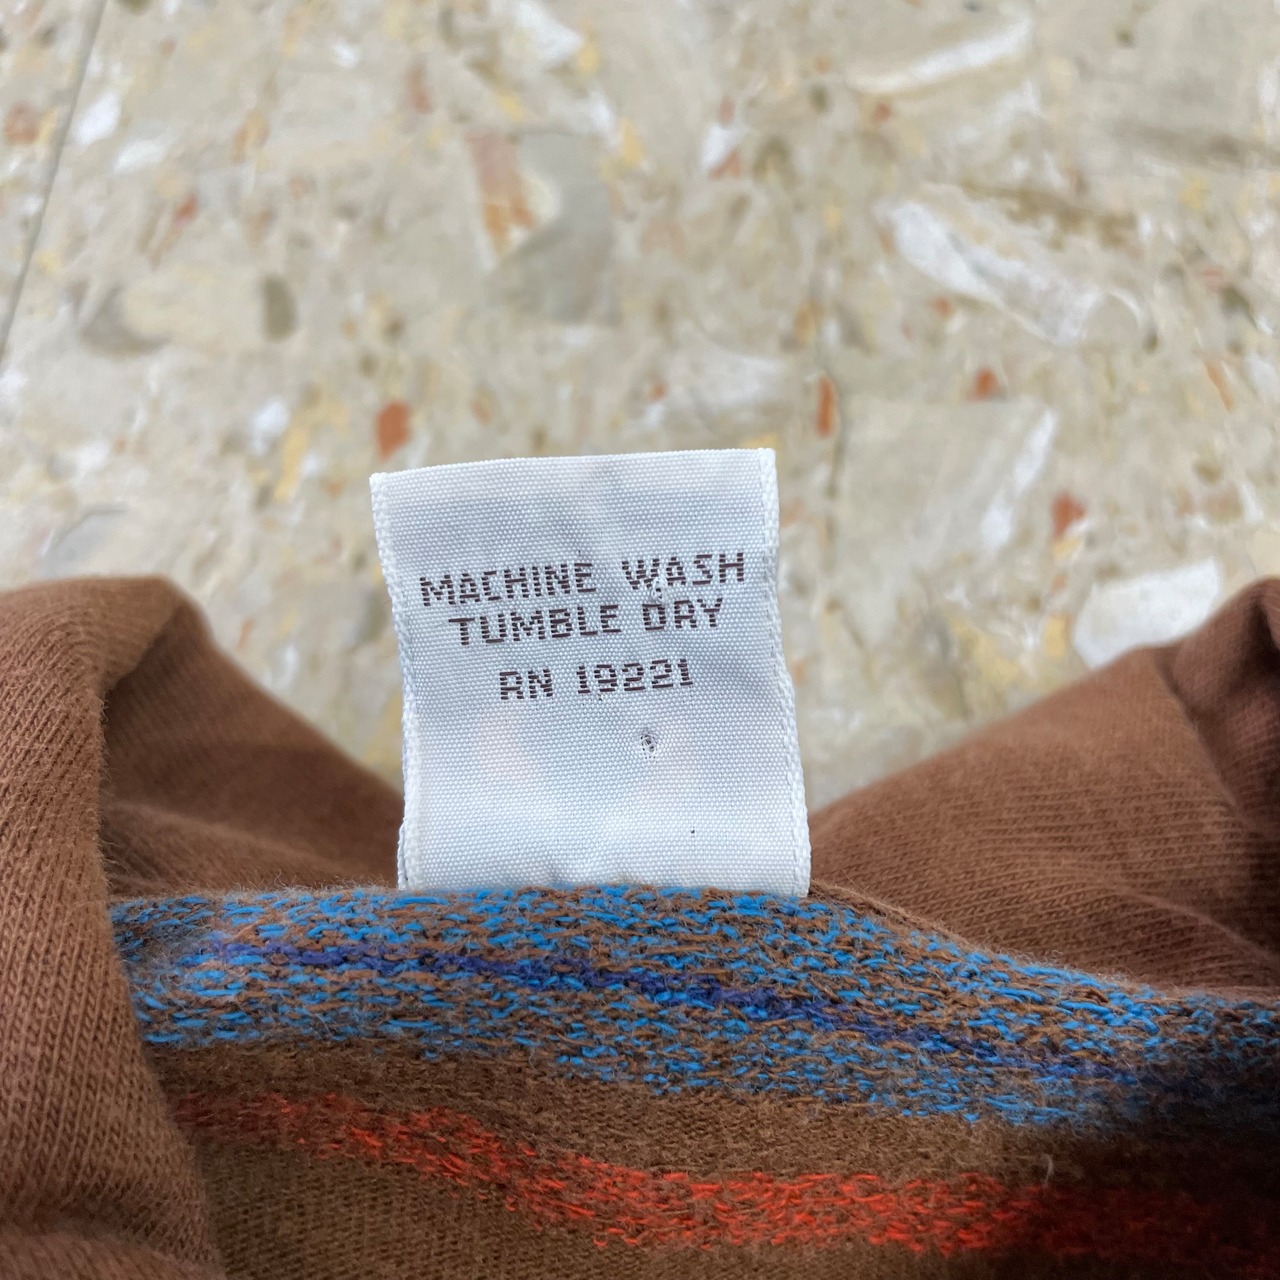 MACHINE WASH
TUMBLE DRY
RN 19221